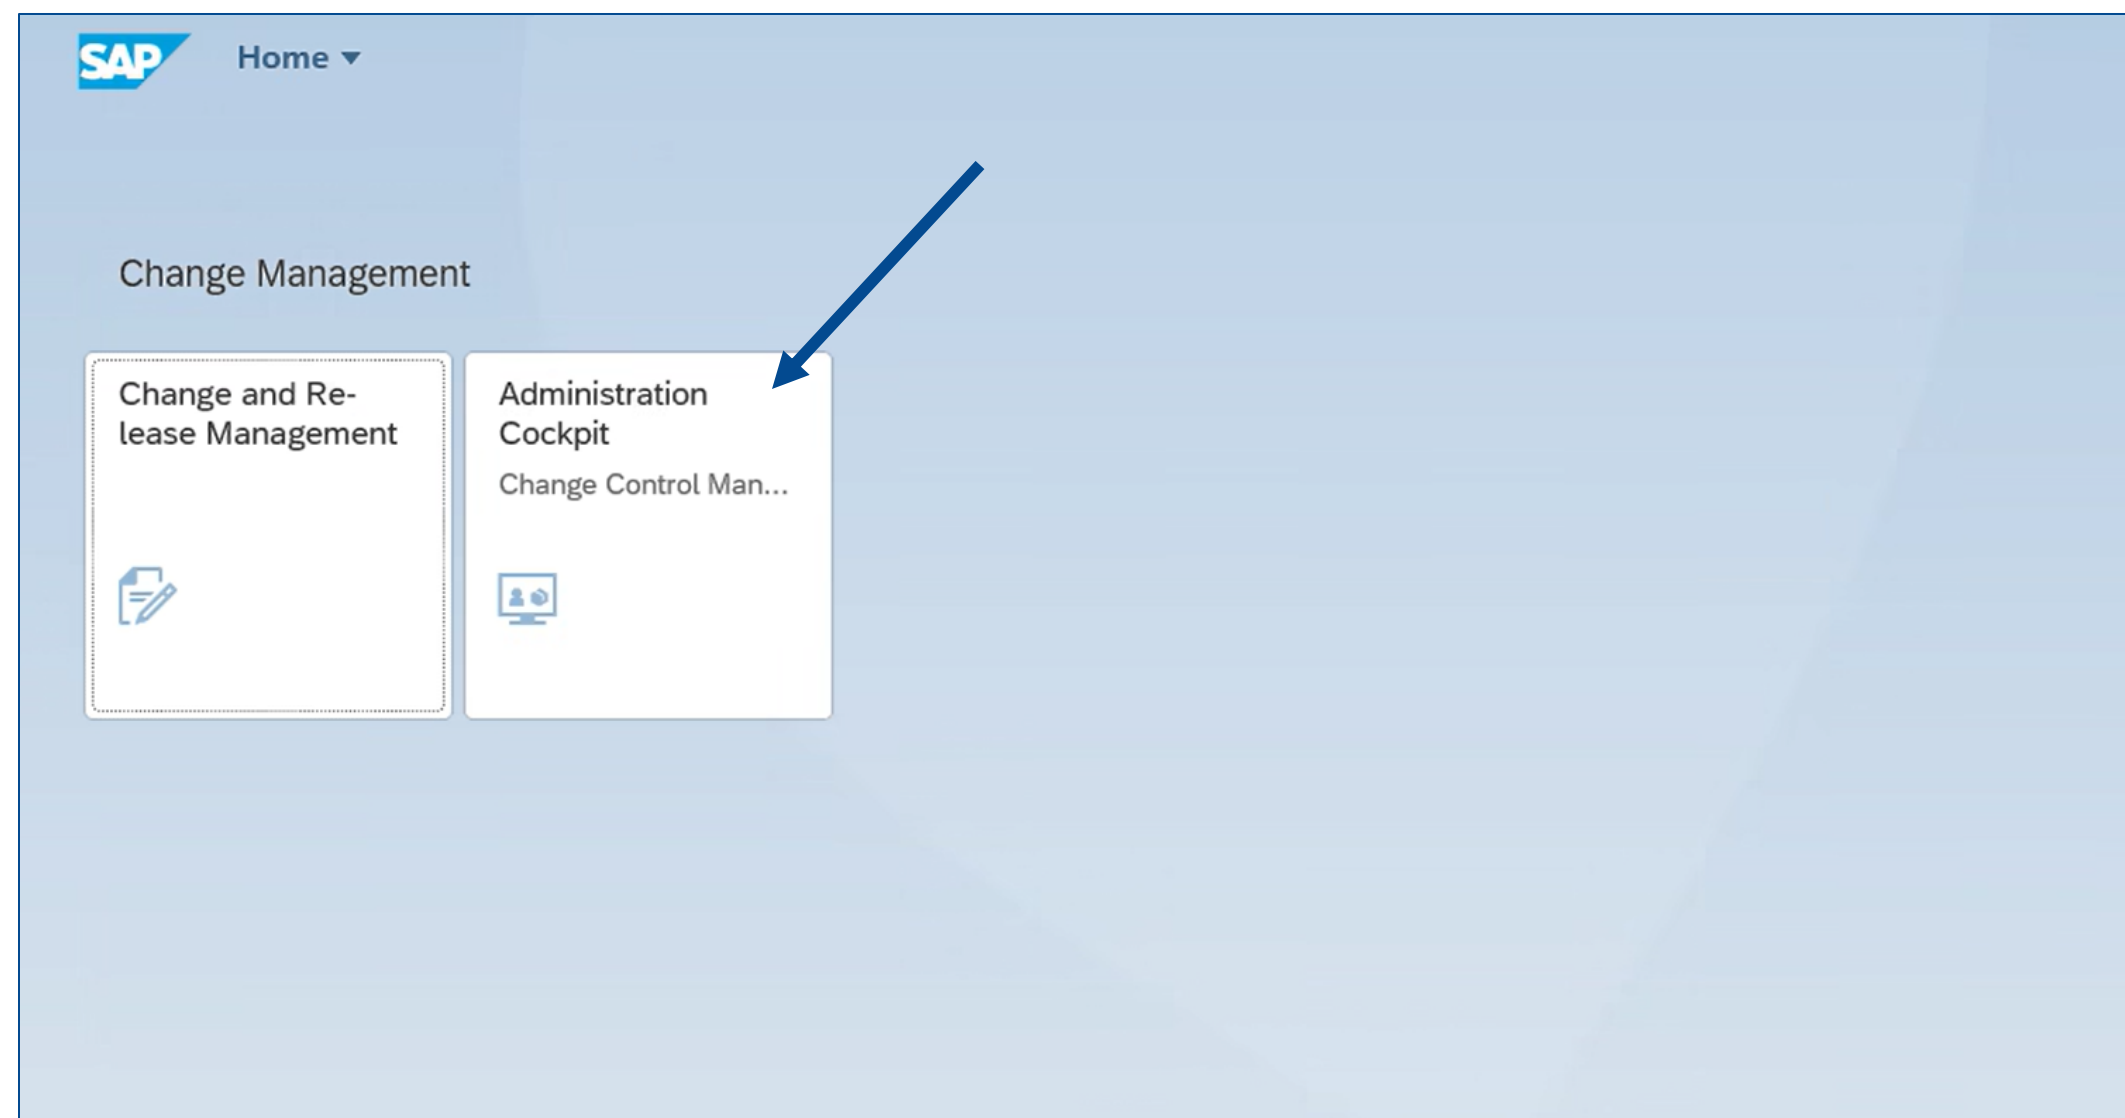 SAP
Home
Change Management
Change and Re-
lease Management
Administration
Cockpit
Change Control Man...